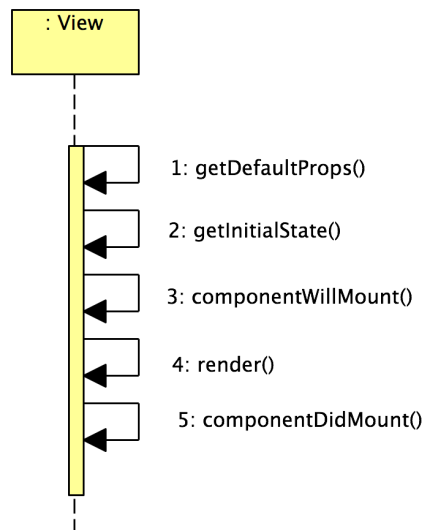 : View
1: getDefaultProps()
2: getInitialState()
3: componentWillMount()
4: render()
5: componentDidMount()